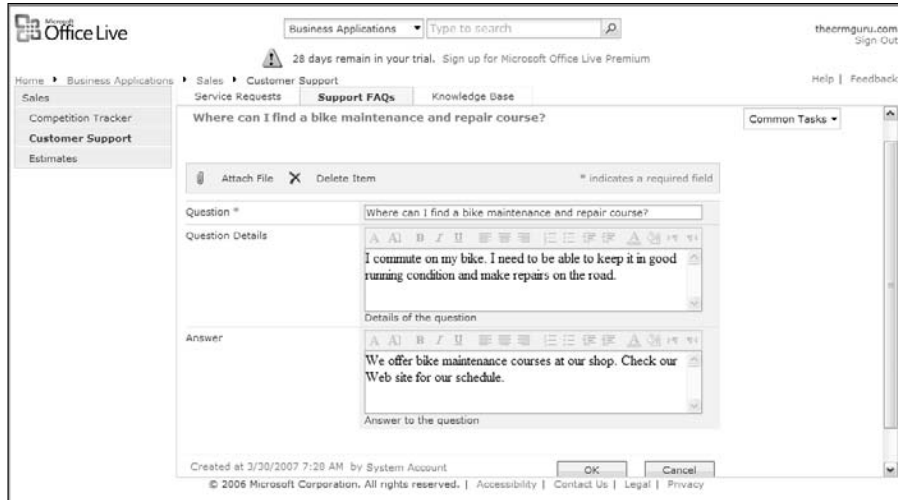 Microsoft
Office Live
Business Applications Type to search
thecrmguru.com
Sign Out
28 days remain in your trial. Sign up for Microsoft Office Live Premium
Home Business Applications Sales Customer Support
Help | Feedback
Sales
Competition Tracker
Customer Support
Estimates
Service Requests Support FAQs Knowledge Base
Where can I find a bike maintenance and repair course?
Common Tasks
Attach File Delete Item * indicates a required field
Question * Where can I find a bike maintenance and repair course?
Question Details
A A B I U A
I commute on my bike. I need to be able to keep it in good
running condition and make repairs on the road.
Details of the question
Answer
A A B I U A
We offer bike maintenance courses at our shop. Check our
Web site for our schedule.
Answer to the question
Created at 3/30/2007 7:28 AM by System Account
OK Cancel
© 2006 Microsoft Corporation. All rights reserved. | Accessibility | Contact Us | Legal | Privacy